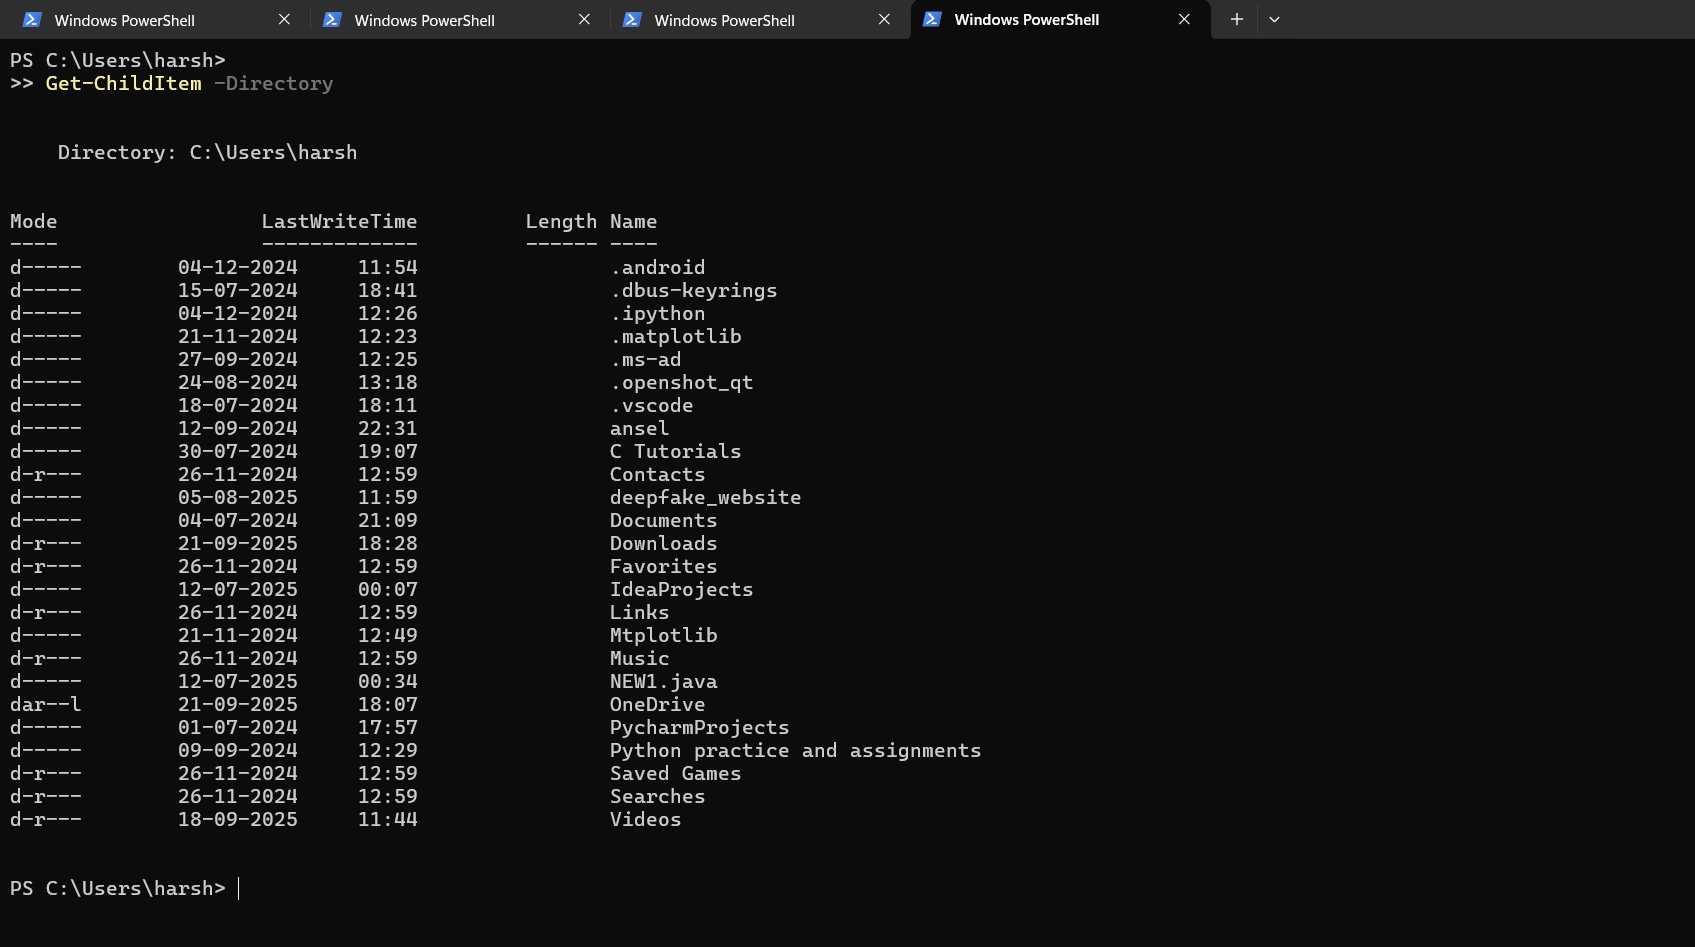 Windows PowerShell Windows PowerShell Windows PowerShell Windows PowerShell
PS C:\Users\harsh>
>> Get-ChildItem -Directory
Directory: C:\Users\harsh
Mode LastWriteTime Length Name
---- ------------- ------ ----
d----- 04-12-2024 11:54 .android
d----- 15-07-2024 18:41 .dbus-keyrings
d----- 04-12-2024 12:26 .ipython
d----- 21-11-2024 12:23 .matplotlib
d----- 27-09-2024 12:25 .ms-ad
d----- 24-08-2024 13:18 .openshot_qt
d----- 18-07-2024 18:11 .vscode
d----- 12-09-2024 22:31 ansel
d----- 30-07-2024 19:07 C Tutorials
d-r--- 26-11-2024 12:59 Contacts
d----- 05-08-2025 11:59 deepfake_website
d----- 04-07-2024 21:09 Documents
d-r--- 21-09-2025 18:28 Downloads
d-r--- 26-11-2024 12:59 Favorites
d----- 12-07-2025 00:07 IdeaProjects
d-r--- 26-11-2024 12:59 Links
d----- 21-11-2024 12:49 Mtplotlib
d-r--- 26-11-2024 12:59 Music
d----- 12-07-2025 00:34 NEW1.java
dar--l 21-09-2025 18:07 OneDrive
d----- 01-07-2024 17:57 PycharmProjects
d----- 09-09-2024 12:29 Python practice and assignments
d-r--- 26-11-2024 12:59 Saved Games
d-r--- 26-11-2024 12:59 Searches
d-r--- 18-09-2025 11:44 Videos
PS C:\Users\harsh>